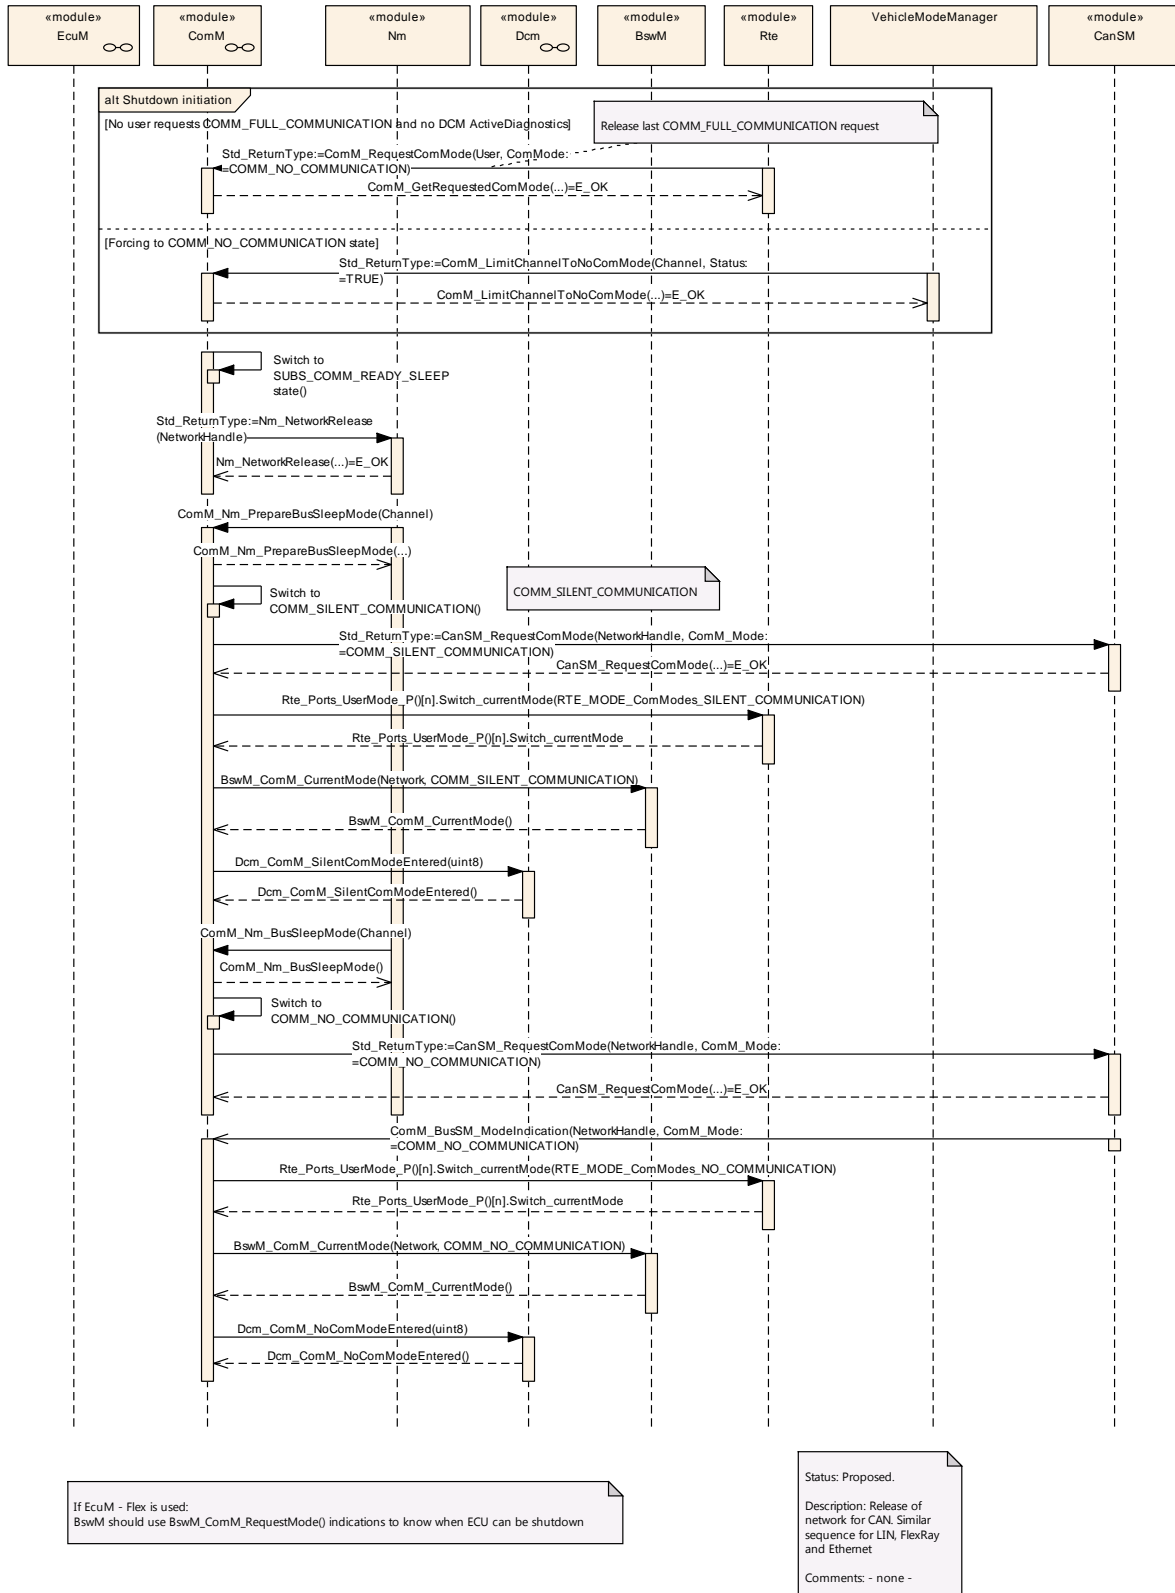 «module»
EcuM
«module»
ComM
«module»
Nm
«module»
Dcm
«module»
BswM
«module»
Rte
VehicleModeManager
«module»
CanSM
alt Shutdown initiation
[No user requests COMM_FULL_COMMUNICATION and no DCM ActiveDiagnostics]
Release last COMM_FULL_COMMUNICATION request
Std_ReturnType:=ComM_RequestComMode(User, ComMode:
=COMM_NO_COMMUNICATION)
ComM_GetRequestedComMode(...)=E_OK
[Forcing to COMM_NO_COMMUNICATION state]
Std_ReturnType:=ComM_LimitChannelToNoComMode(Channel, Status:
=TRUE)
ComM_LimitChannelToNoComMode(...)=E_OK
Switch to
SUBS_COMM_READY_SLEEP
state()
Std_ReturnType:=Nm_NetworkRelease
(NetworkHandle)
Nm_NetworkRelease(...)=E_OK
ComM_Nm_PrepareBusSleepMode(Channel)
ComM_Nm_PrepareBusSleepMode(...)
Switch to
COMM_SILENT_COMMUNICATION()
COMM_SILENT_COMMUNICATION
Std_ReturnType:=CanSM_RequestComMode(NetworkHandle, ComM_Mode:
=COMM_SILENT_COMMUNICATION)
CanSM_RequestComMode(...)=E_OK
Rte_Ports_UserMode_P()[n].Switch_currentMode(RTE_MODE_ComModes_SILENT_COMMUNICATION)
Rte_Ports_UserMode_P()[n].Switch_currentMode
BswM_ComM_CurrentMode(Network, COMM_SILENT_COMMUNICATION)
BswM_ComM_CurrentMode()
Dcm_ComM_SilentComModeEntered(uint8)
Dcm_ComM_SilentComModeEntered()
ComM_Nm_BusSleepMode(Channel)
ComM_Nm_BusSleepMode()
Switch to
COMM_NO_COMMUNICATION()
Std_ReturnType:=CanSM_RequestComMode(NetworkHandle, ComM_Mode:
=COMM_NO_COMMUNICATION)
CanSM_RequestComMode(...)=E_OK
ComM_BusSM_ModeIndication(NetworkHandle, ComM_Mode:
=COMM_NO_COMMUNICATION)
Rte_Ports_UserMode_P()[n].Switch_currentMode(RTE_MODE_ComModes_NO_COMMUNICATION)
Rte_Ports_UserMode_P()[n].Switch_currentMode
BswM_ComM_CurrentMode(Network, COMM_NO_COMMUNICATION)
BswM_ComM_CurrentMode()
Dcm_ComM_NoComModeEntered(uint8)
Dcm_ComM_NoComModeEntered()
If EcuM - Flex is used:
BswM should use BswM_ComM_RequestMode() indications to know when ECU can be shutdown
Status: Proposed.
Description: Release of
network for CAN. Similar
sequence for LIN, FlexRay
and Ethernet
Comments: - none -